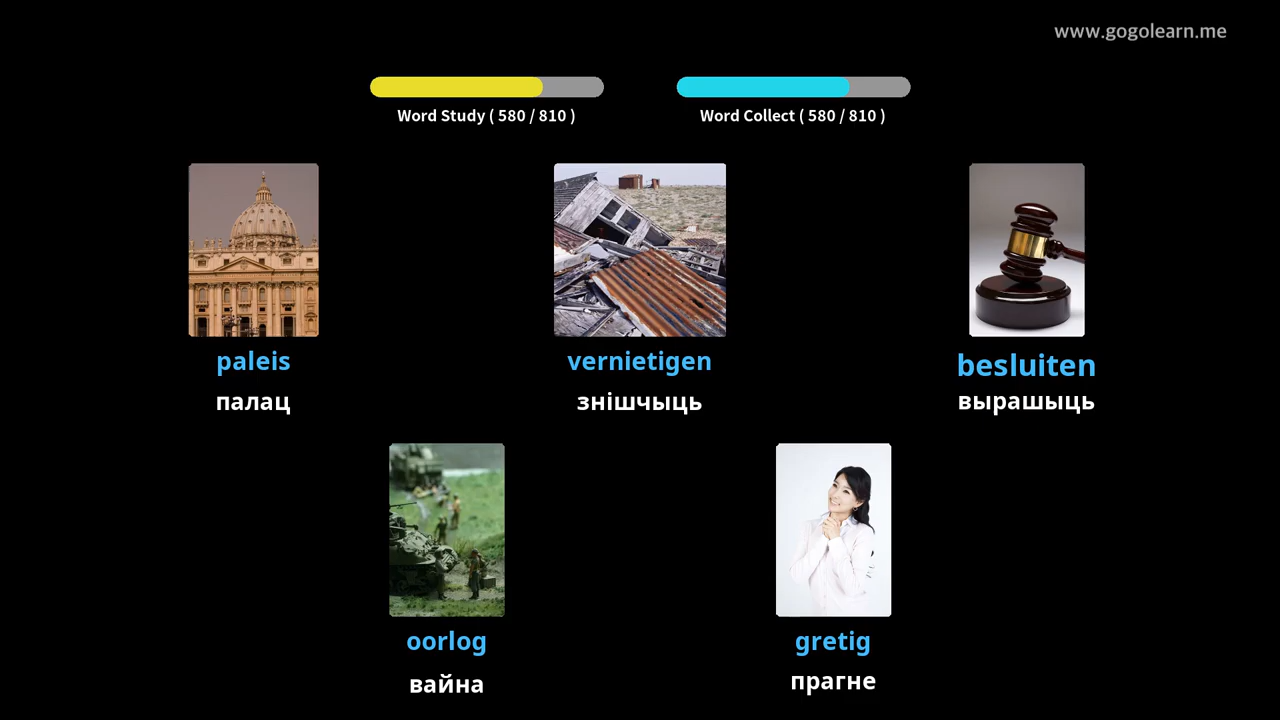 www.gogolearn.me
Word Study ( 580 / 810 )
Word Collect ( 580 / 810 )
paleis
палац
vernietigen
знішчыць
besluiten
вырашыць
oorlog
вайна
gretig
прагне